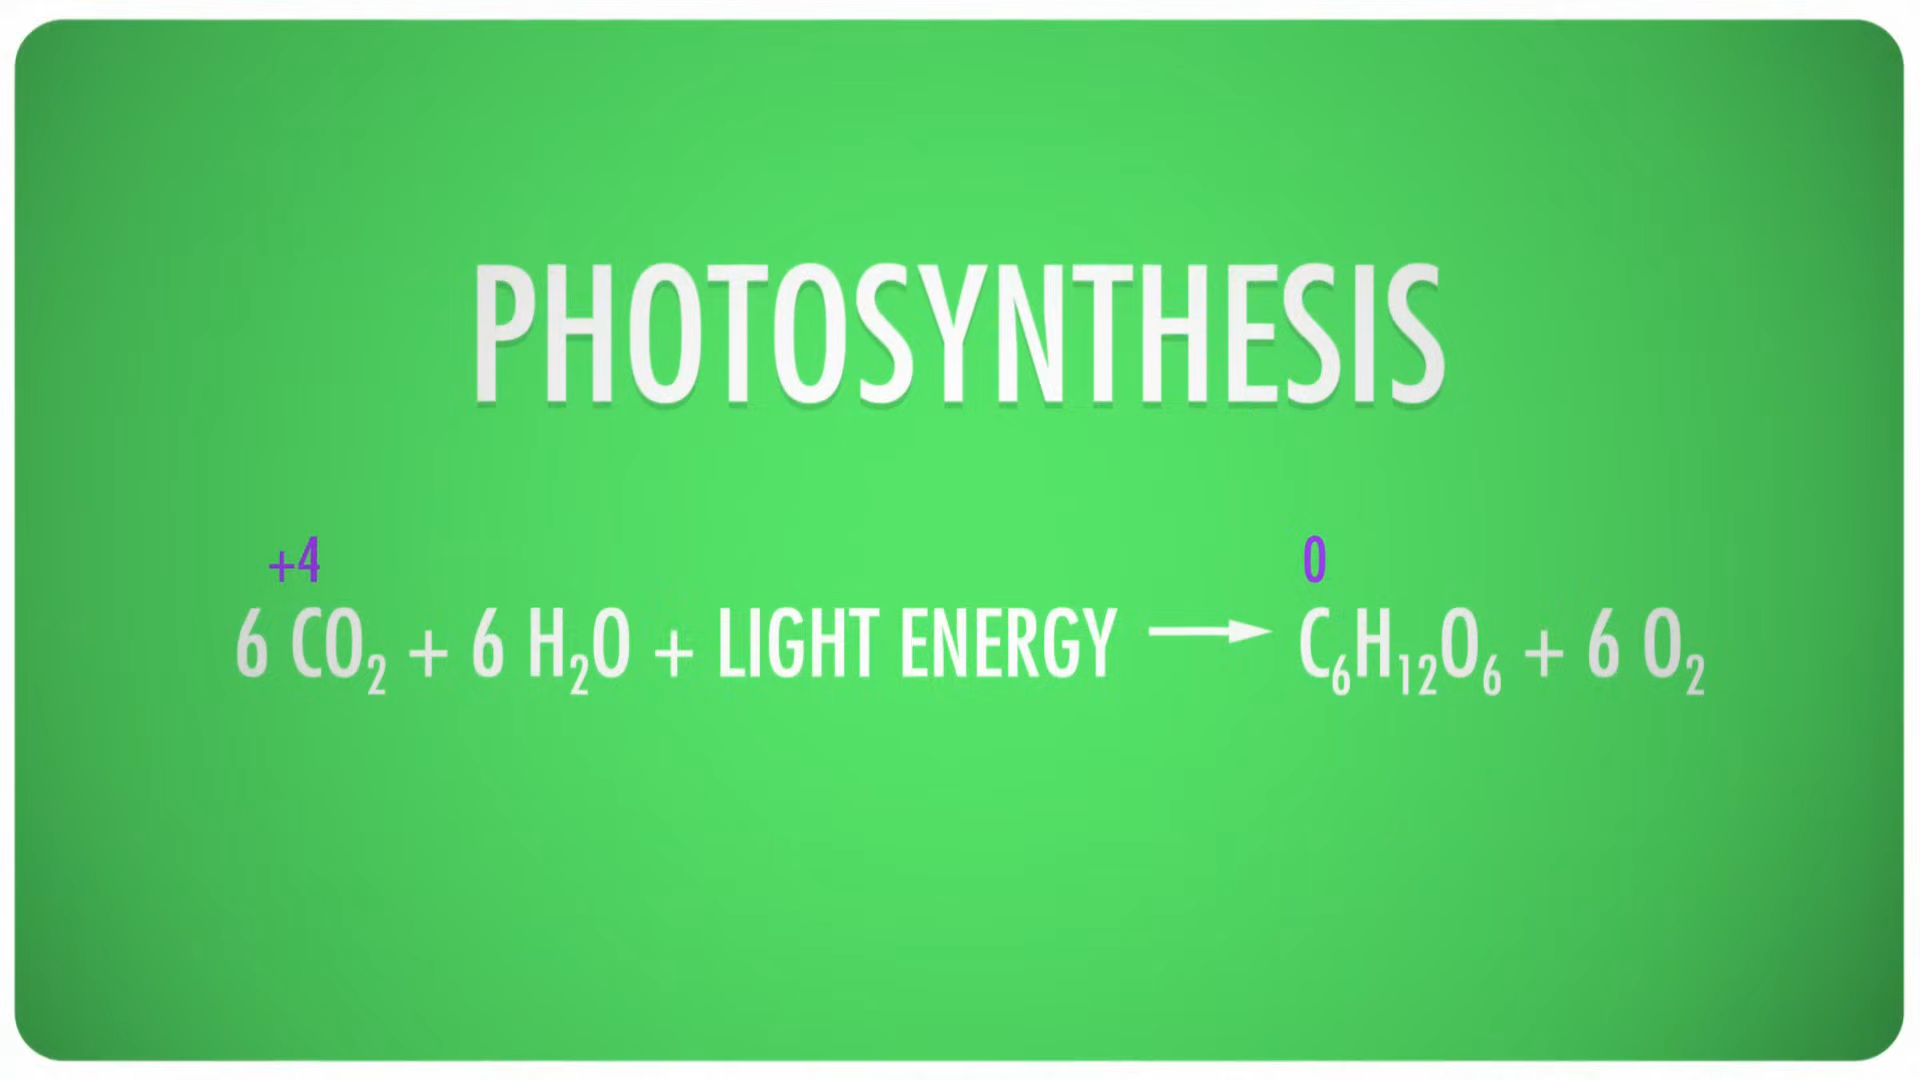 PHOTOSYNTHESIS
+4 0
6 CO₂ + 6 H₂O + LIGHT ENERGY → C₆H₁₂O₆ + 6 O₂